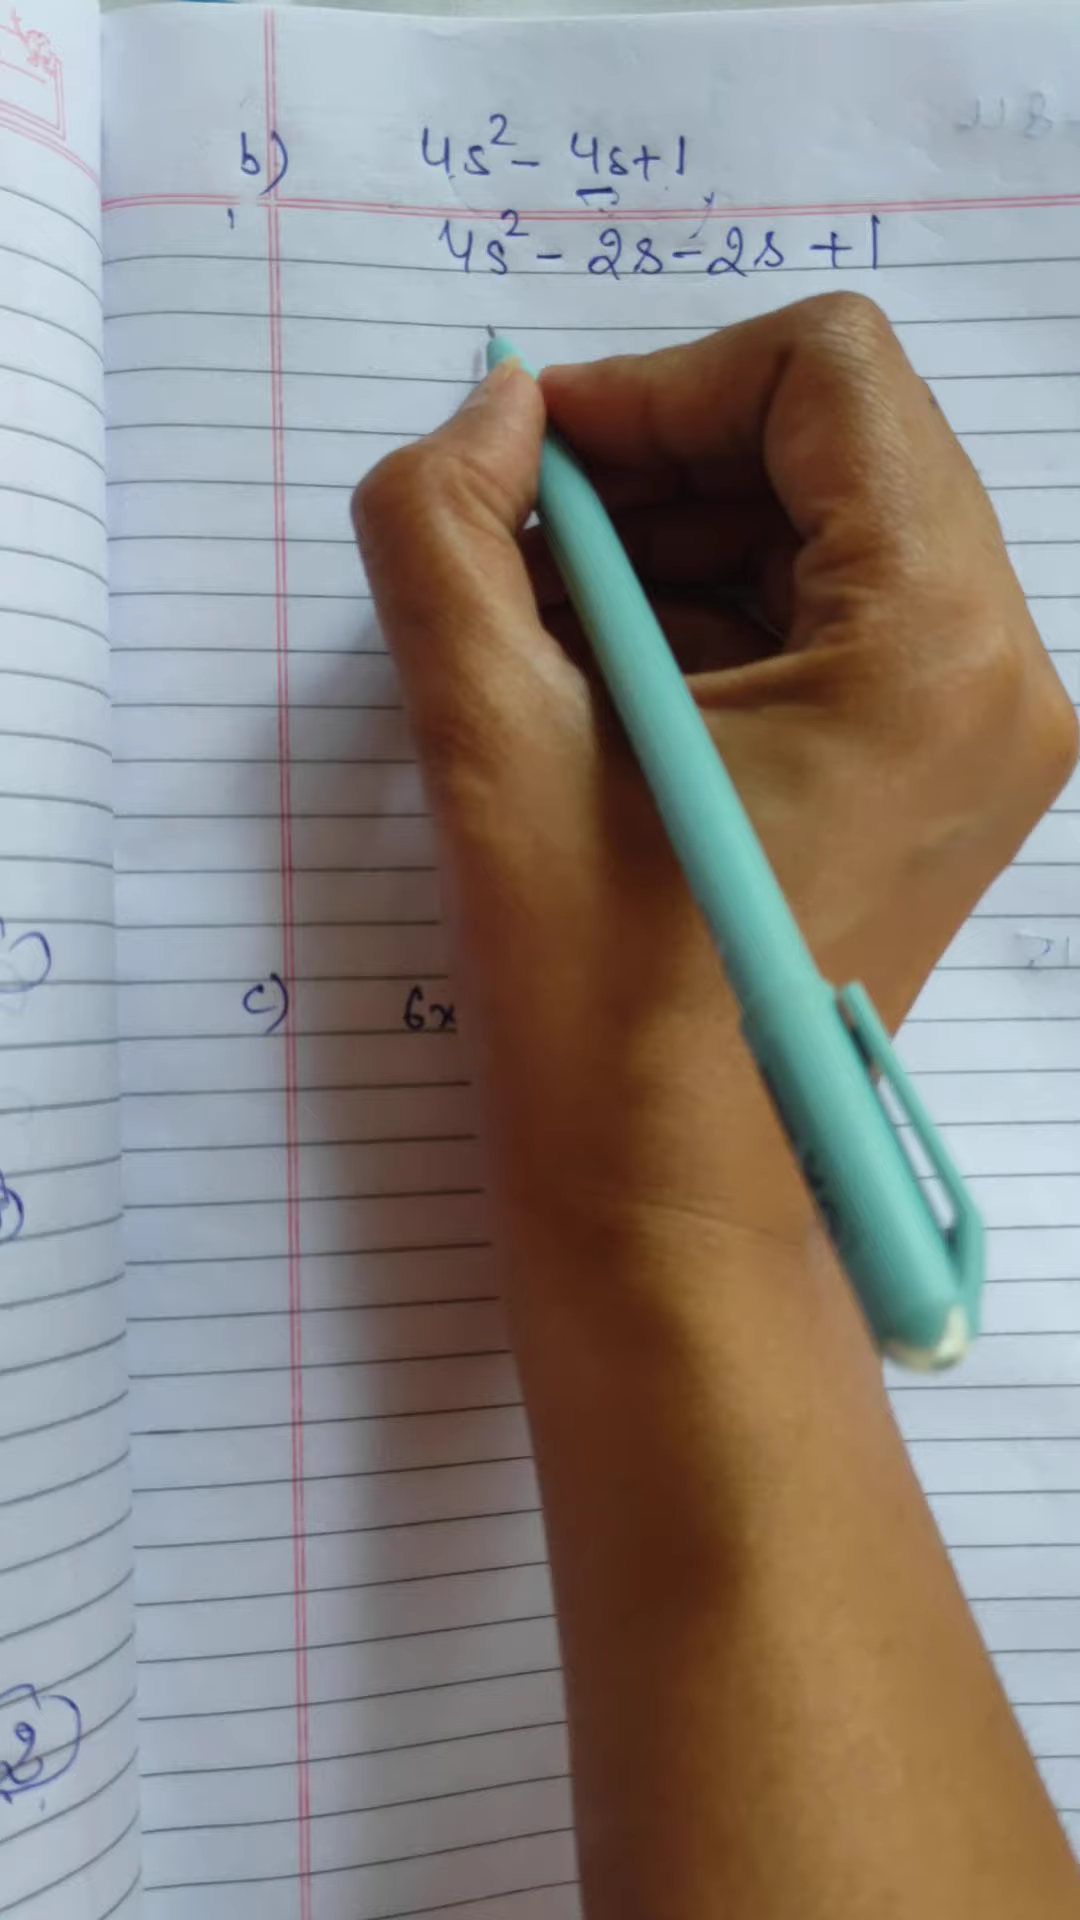 b) 4s² - 4s+1
4s² - 2s - 2s + 1
c) 6x